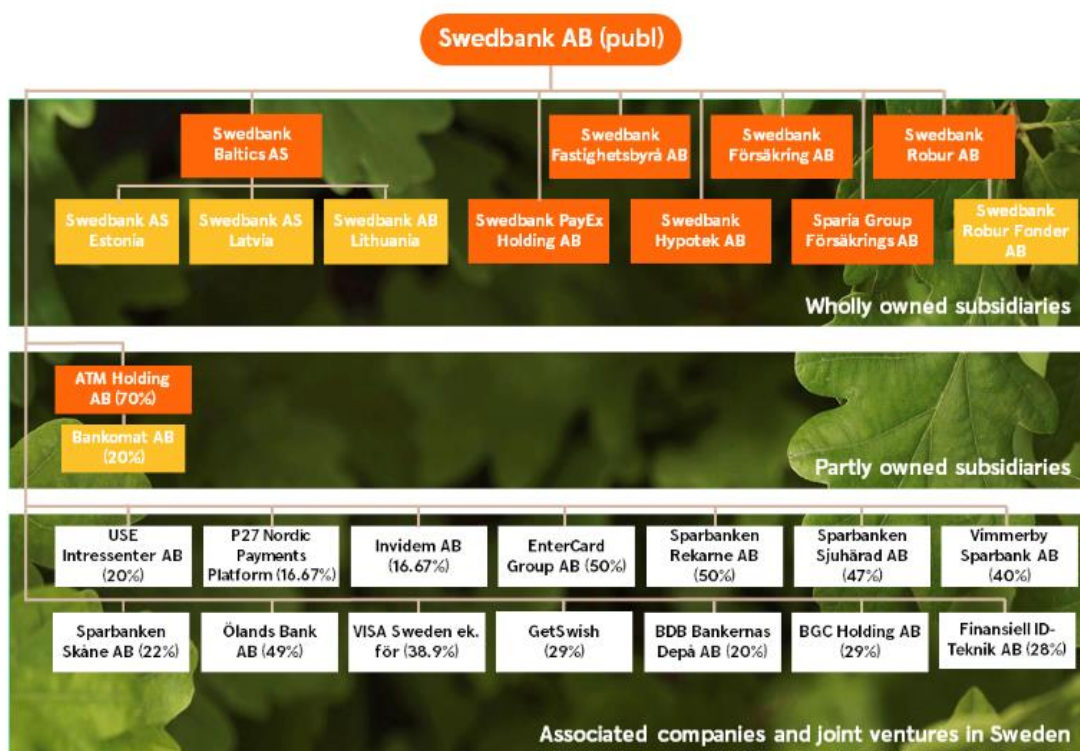 Swedbank AB (publ)
Swedbank
Baltics AS
Swedbank
Fastighetsbyrå AB
Swedbank
Försäkring AB
Swedbank
Robur AB
Swedbank AS
Estonia
Swedbank AS
Latvia
Swedbank AB
Lithuania
Swedbank PayEx
Holding AB
Swedbank
Hypotek AB
Sparia Group
Försäkrings AB
Swedbank
Robur Fonder
AB
Wholly owned subsidiaries
ATM Holding
AB (70%)
Bankomat AB
(20%)
Partly owned subsidiaries
USE
Intressenter AB
(20%)
P27 Nordic
Payments
Platform (16.67%)
Invidem AB
(16.67%)
EnterCard
Group AB (50%)
Sparbanken
Rekarne AB
(50%)
Sparbanken
Sjuhärad AB
(47%)
Vimmerby
Sparbank AB
(40%)
Sparbanken
Skåne AB (22%)
Ölands Bank
AB (49%)
VISA Sweden ek.
för (38.9%)
GetSwish
(29%)
BDB Bankernas
Depå AB (20%)
BGC Holding AB
(29%)
Finansiell ID-
Teknik AB (28%)
Associated companies and joint ventures in Sweden